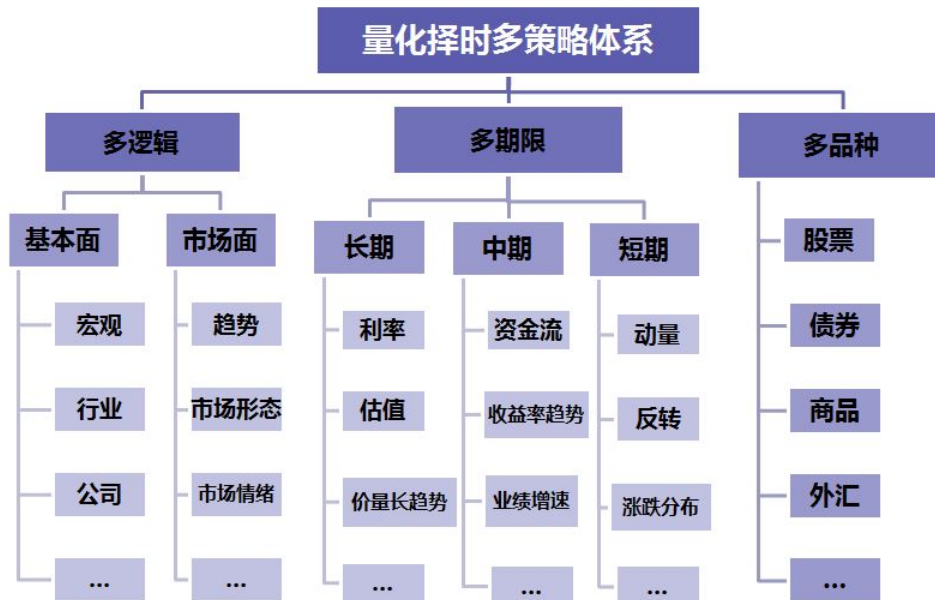 量化择时多策略体系
多逻辑
多期限
多品种
基本面
市场面
长期
中期
短期
股票
宏观
趋势
利率
资金流
动量
债券
行业
市场形态
估值
收益率趋势
反转
商品
公司
市场情绪
价量长趋势
业绩增速
涨跌分布
外汇
...
...
...
...
...
...